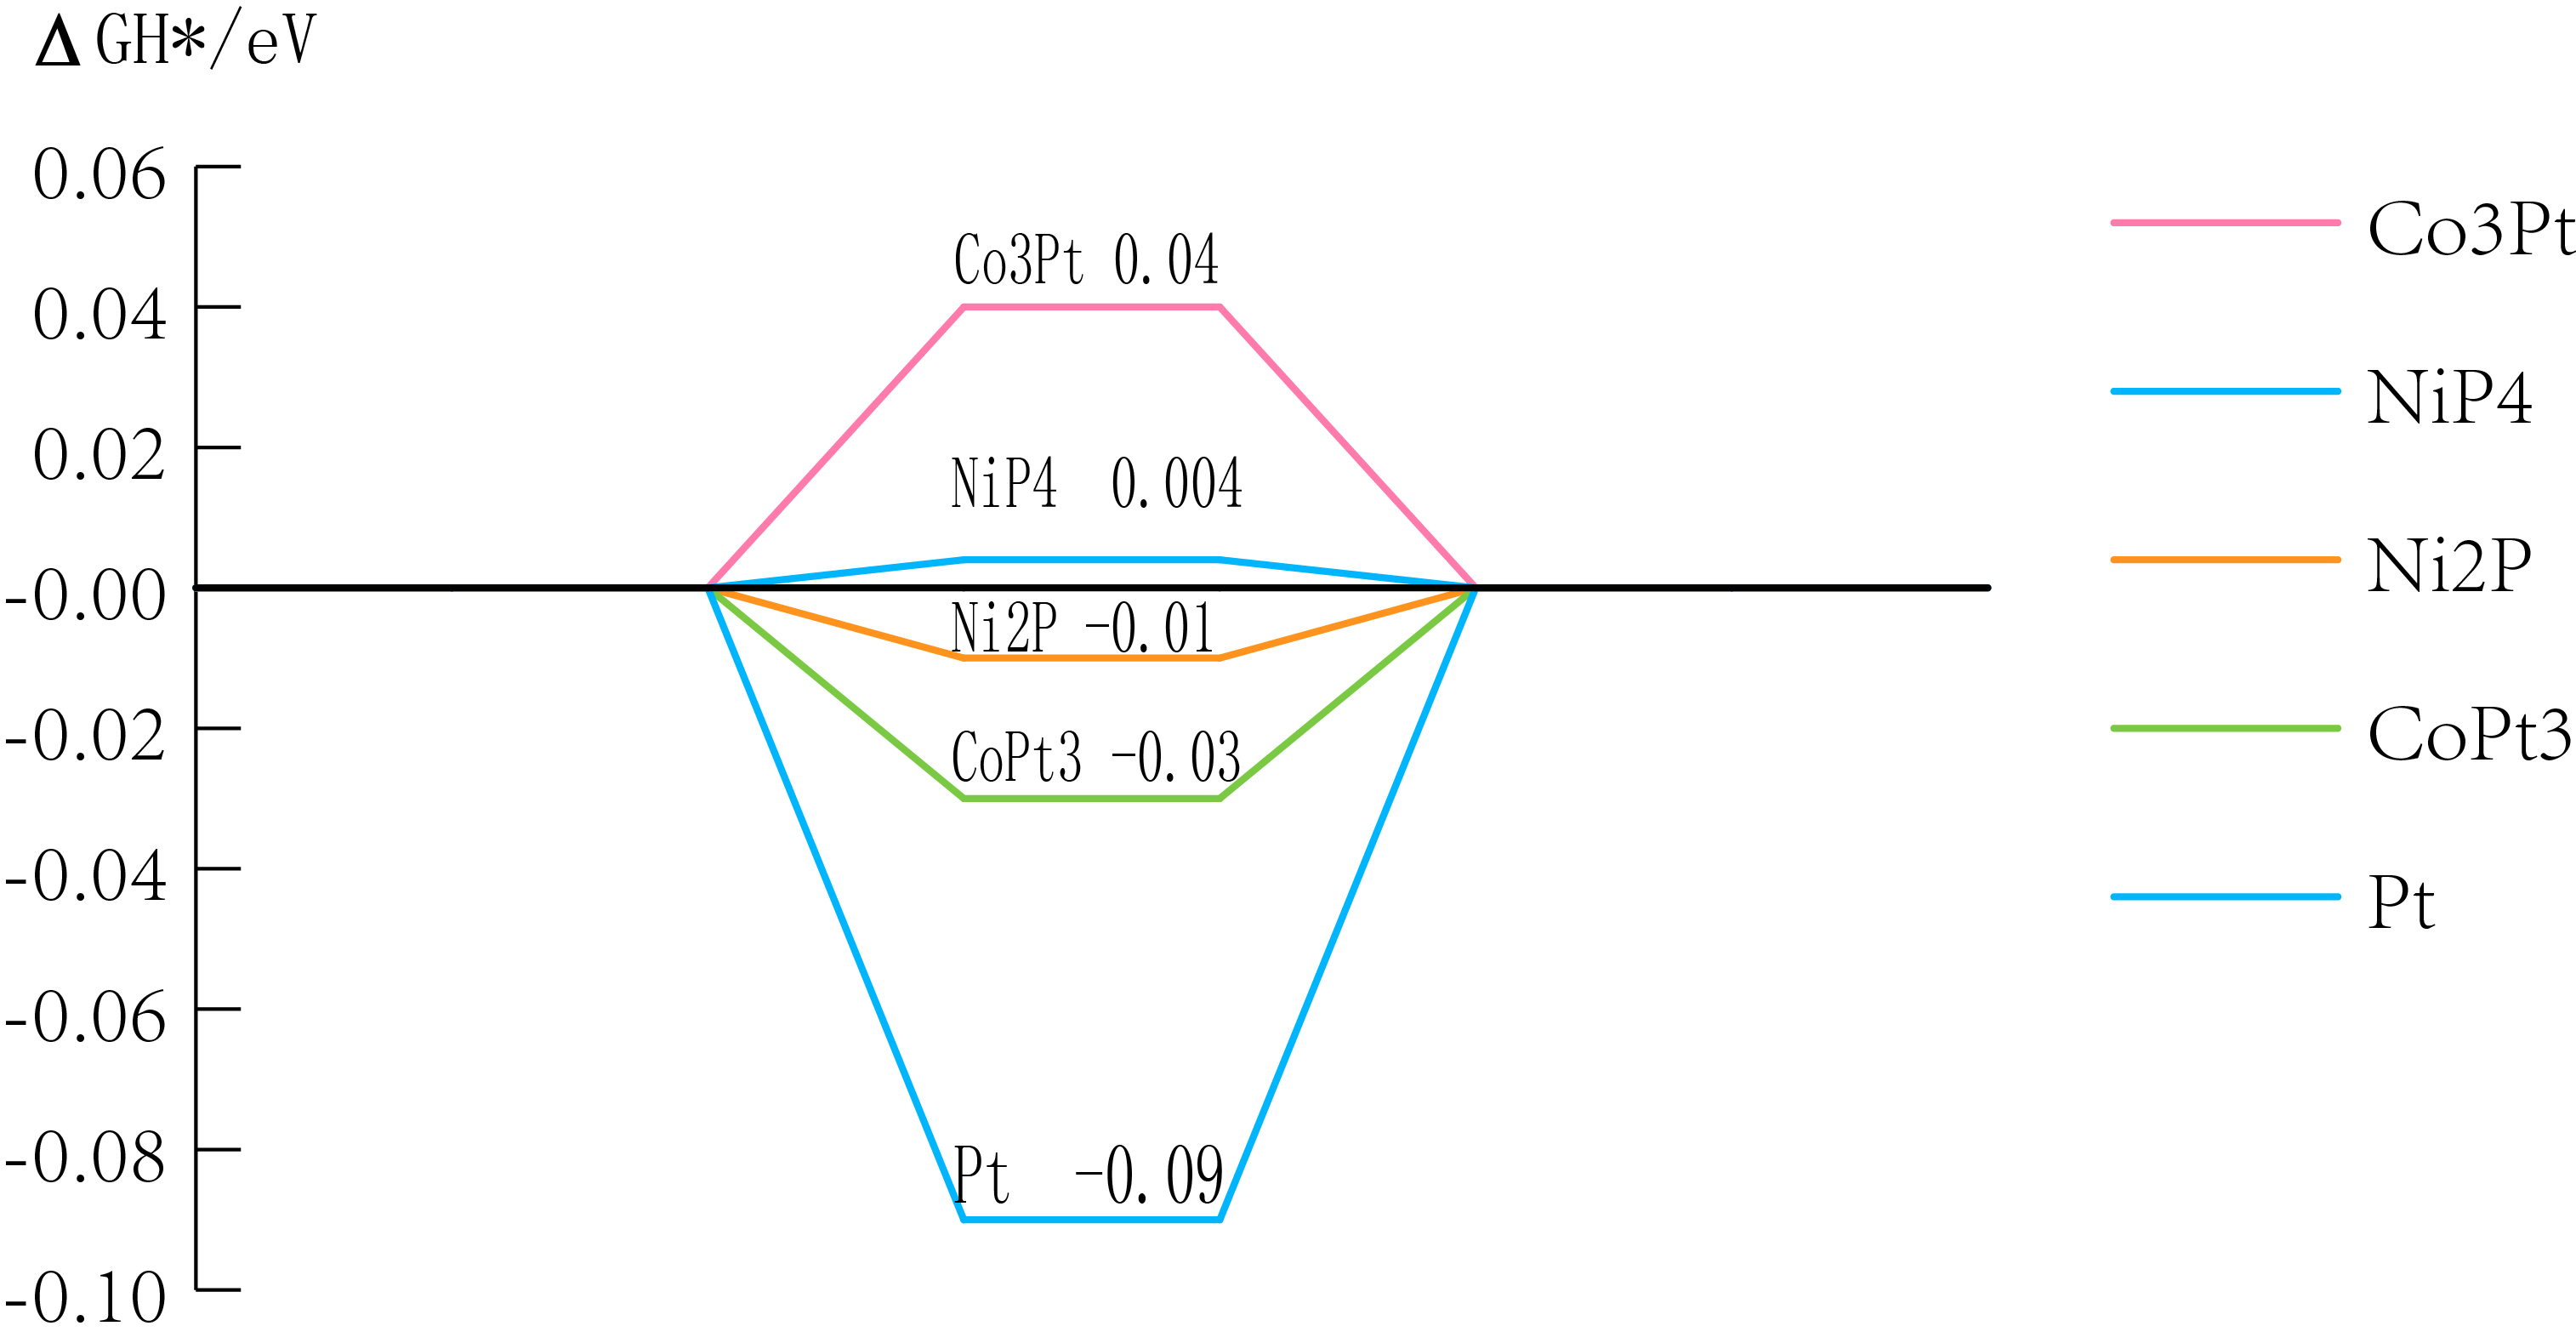 Δ GH*/eV
0.06
0.04
0.02
-0.00
-0.02
-0.04
-0.06
-0.08
-0.10
Co3Pt 0.04
NiP4 0.004
Ni2P -0.01
CoPt3 -0.03
Pt -0.09
Co3Pt
NiP4
Ni2P
CoPt3
Pt